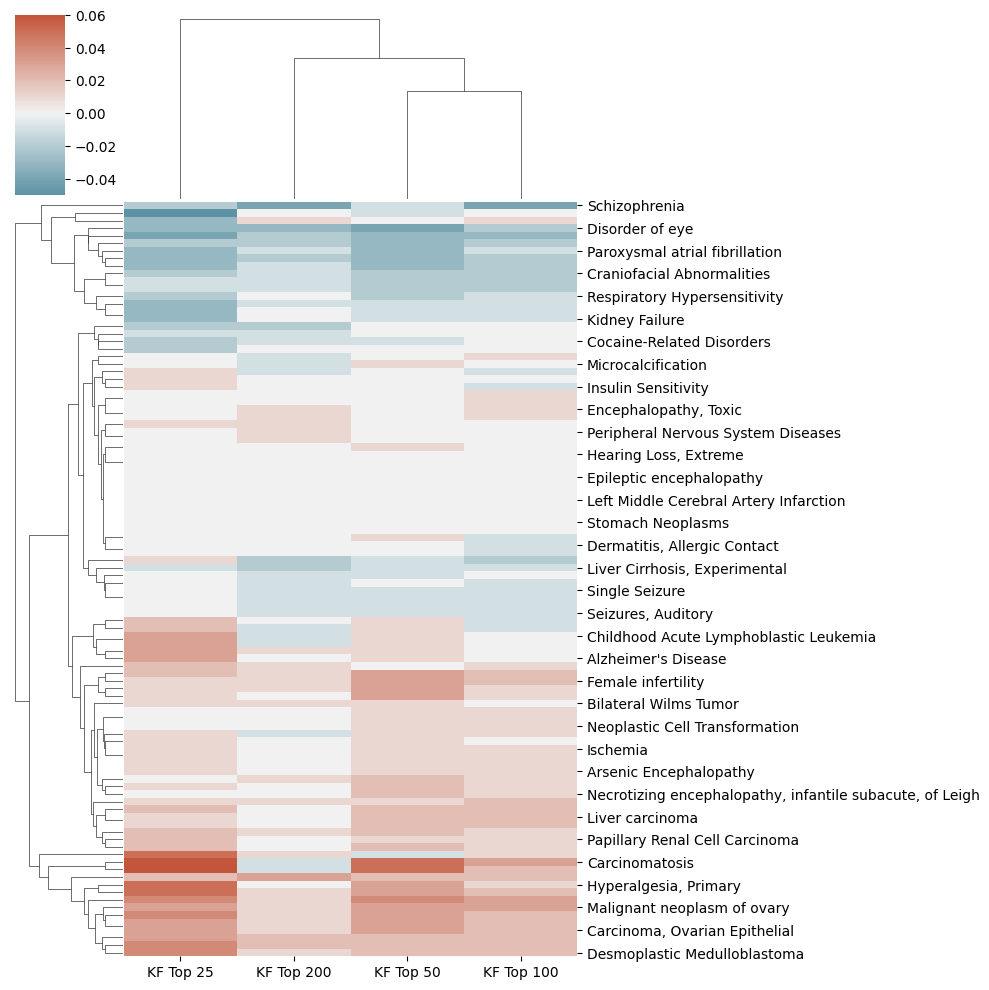 0.06
0.04
0.02
0.00
−0.02
−0.04
Schizophrenia
Disorder of eye
Paroxysmal atrial fibrillation
Craniofacial Abnormalities
Respiratory Hypersensitivity
Kidney Failure
Cocaine-Related Disorders
Microcalcification
Insulin Sensitivity
Encephalopathy, Toxic
Peripheral Nervous System Diseases
Hearing Loss, Extreme
Epileptic encephalopathy
Left Middle Cerebral Artery Infarction
Stomach Neoplasms
Dermatitis, Allergic Contact
Liver Cirrhosis, Experimental
Single Seizure
Seizures, Auditory
Childhood Acute Lymphoblastic Leukemia
Alzheimer's Disease
Female infertility
Bilateral Wilms Tumor
Neoplastic Cell Transformation
Ischemia
Arsenic Encephalopathy
Necrotizing encephalopathy, infantile subacute, of Leigh
Liver carcinoma
Papillary Renal Cell Carcinoma
Carcinomatosis
Hyperalgesia, Primary
Malignant neoplasm of ovary
Carcinoma, Ovarian Epithelial
Desmoplastic Medulloblastoma
KF Top 25 KF Top 200 KF Top 50 KF Top 100